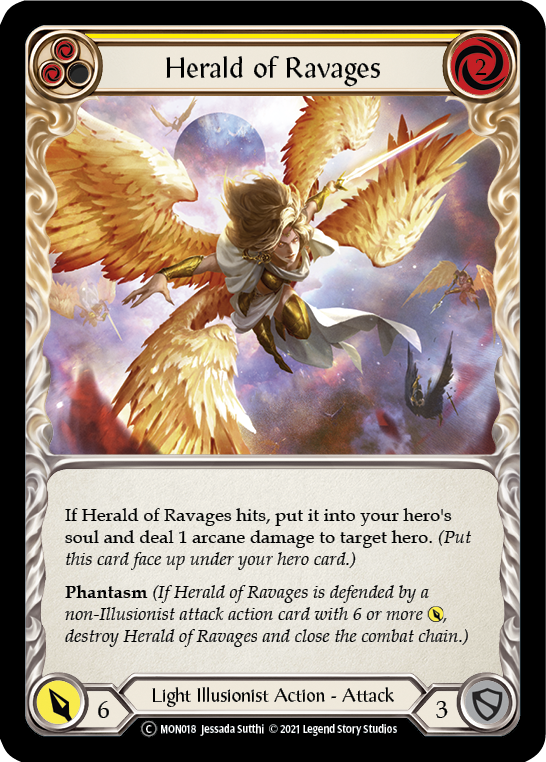 Herald of Ravages
2
If Herald of Ravages hits, put it into your hero's
soul and deal 1 arcane damage to target hero. (Put
this card face up under your hero card.)
Phantasm (If Herald of Ravages is defended by a
non-Illusionist attack action card with 6 or more ,
destroy Herald of Ravages and close the combat chain.)
6
Light Illusionist Action - Attack
3
C MON018 Jessada Sutthi © 2021 Legend Story Studios